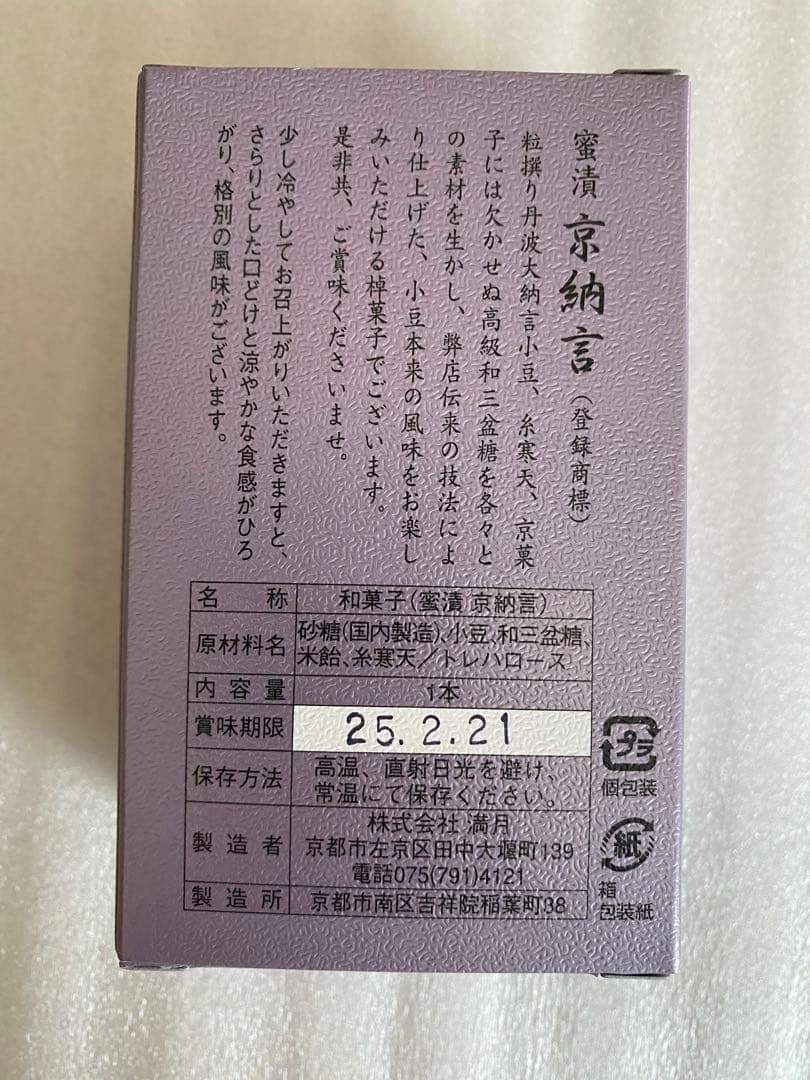 蜜漬 京納言(登録商標)
粒撰り丹波大納言小豆、糸寒天、京菓
子には欠かせぬ高級和三盆糖を各々と
の素材を生かし、弊店伝来の技法によ
り仕上げた、小豆本来の風味をお楽し
みいただける棹菓子でございます。
是非共、ご賞味くださいませ。
少し冷やしてお召上がりいただきますと、
さらりとした口どけと涼やかな食感がひろ
がり、格別の風味がございます。
名称 和菓子(蜜漬 京納言)
原材料名 砂糖(国内製造)、小豆、和三盆糖、
米飴、糸寒天/トレハロース
内容量 1本
賞味期限 25.2.21
保存方法 高温、直射日光を避け、
常温にて保存ください。
製造者 株式会社 満月
京都市左京区田中大堰町139
電話075(791)4121
製造所 京都市南区吉祥院稲葉町38
プラ
個包装
紙
箱
包装紙